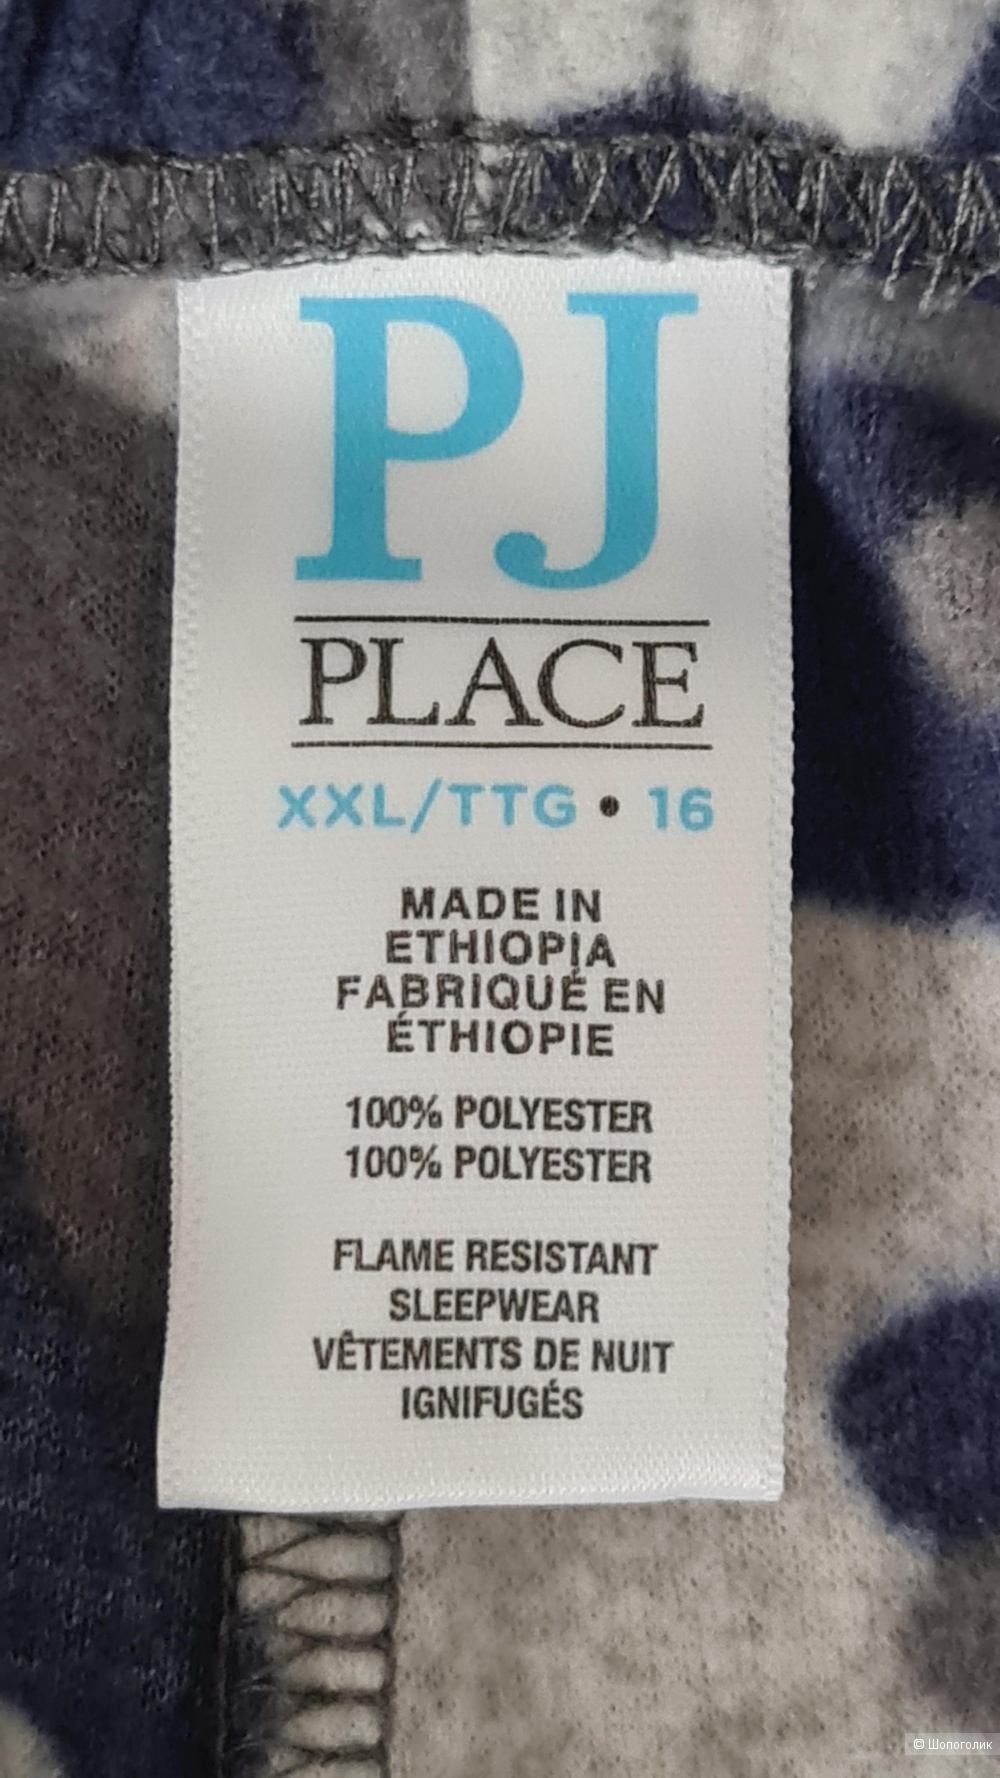 PJ
PLACE
XXL/TTG • 16
MADE IN
ETHIOPIA
FABRIQUÉ EN
ÉTHIOPIE
100% POLYESTER
100% POLYESTER
FLAME RESISTANT
SLEEPWEAR
VÊTEMENTS DE NUIT
IGNIFUGÉS
© Шопоголик